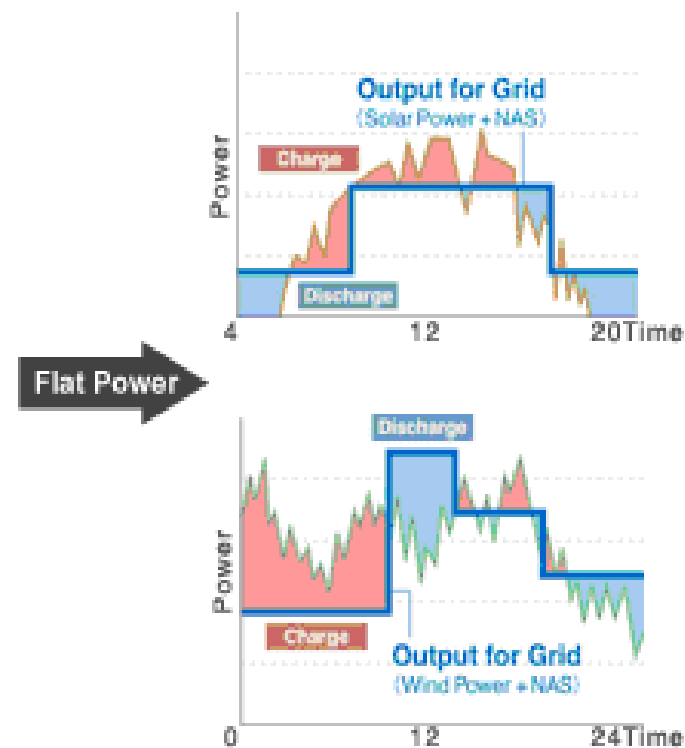 Output for Grid
(Solar Power + NAS)
Charge
Power
Discharge
4 12 20Time
Flat Power
Discharge
Power
Charge
Output for Grid
(Wind Power + NAS)
0 12 24Time